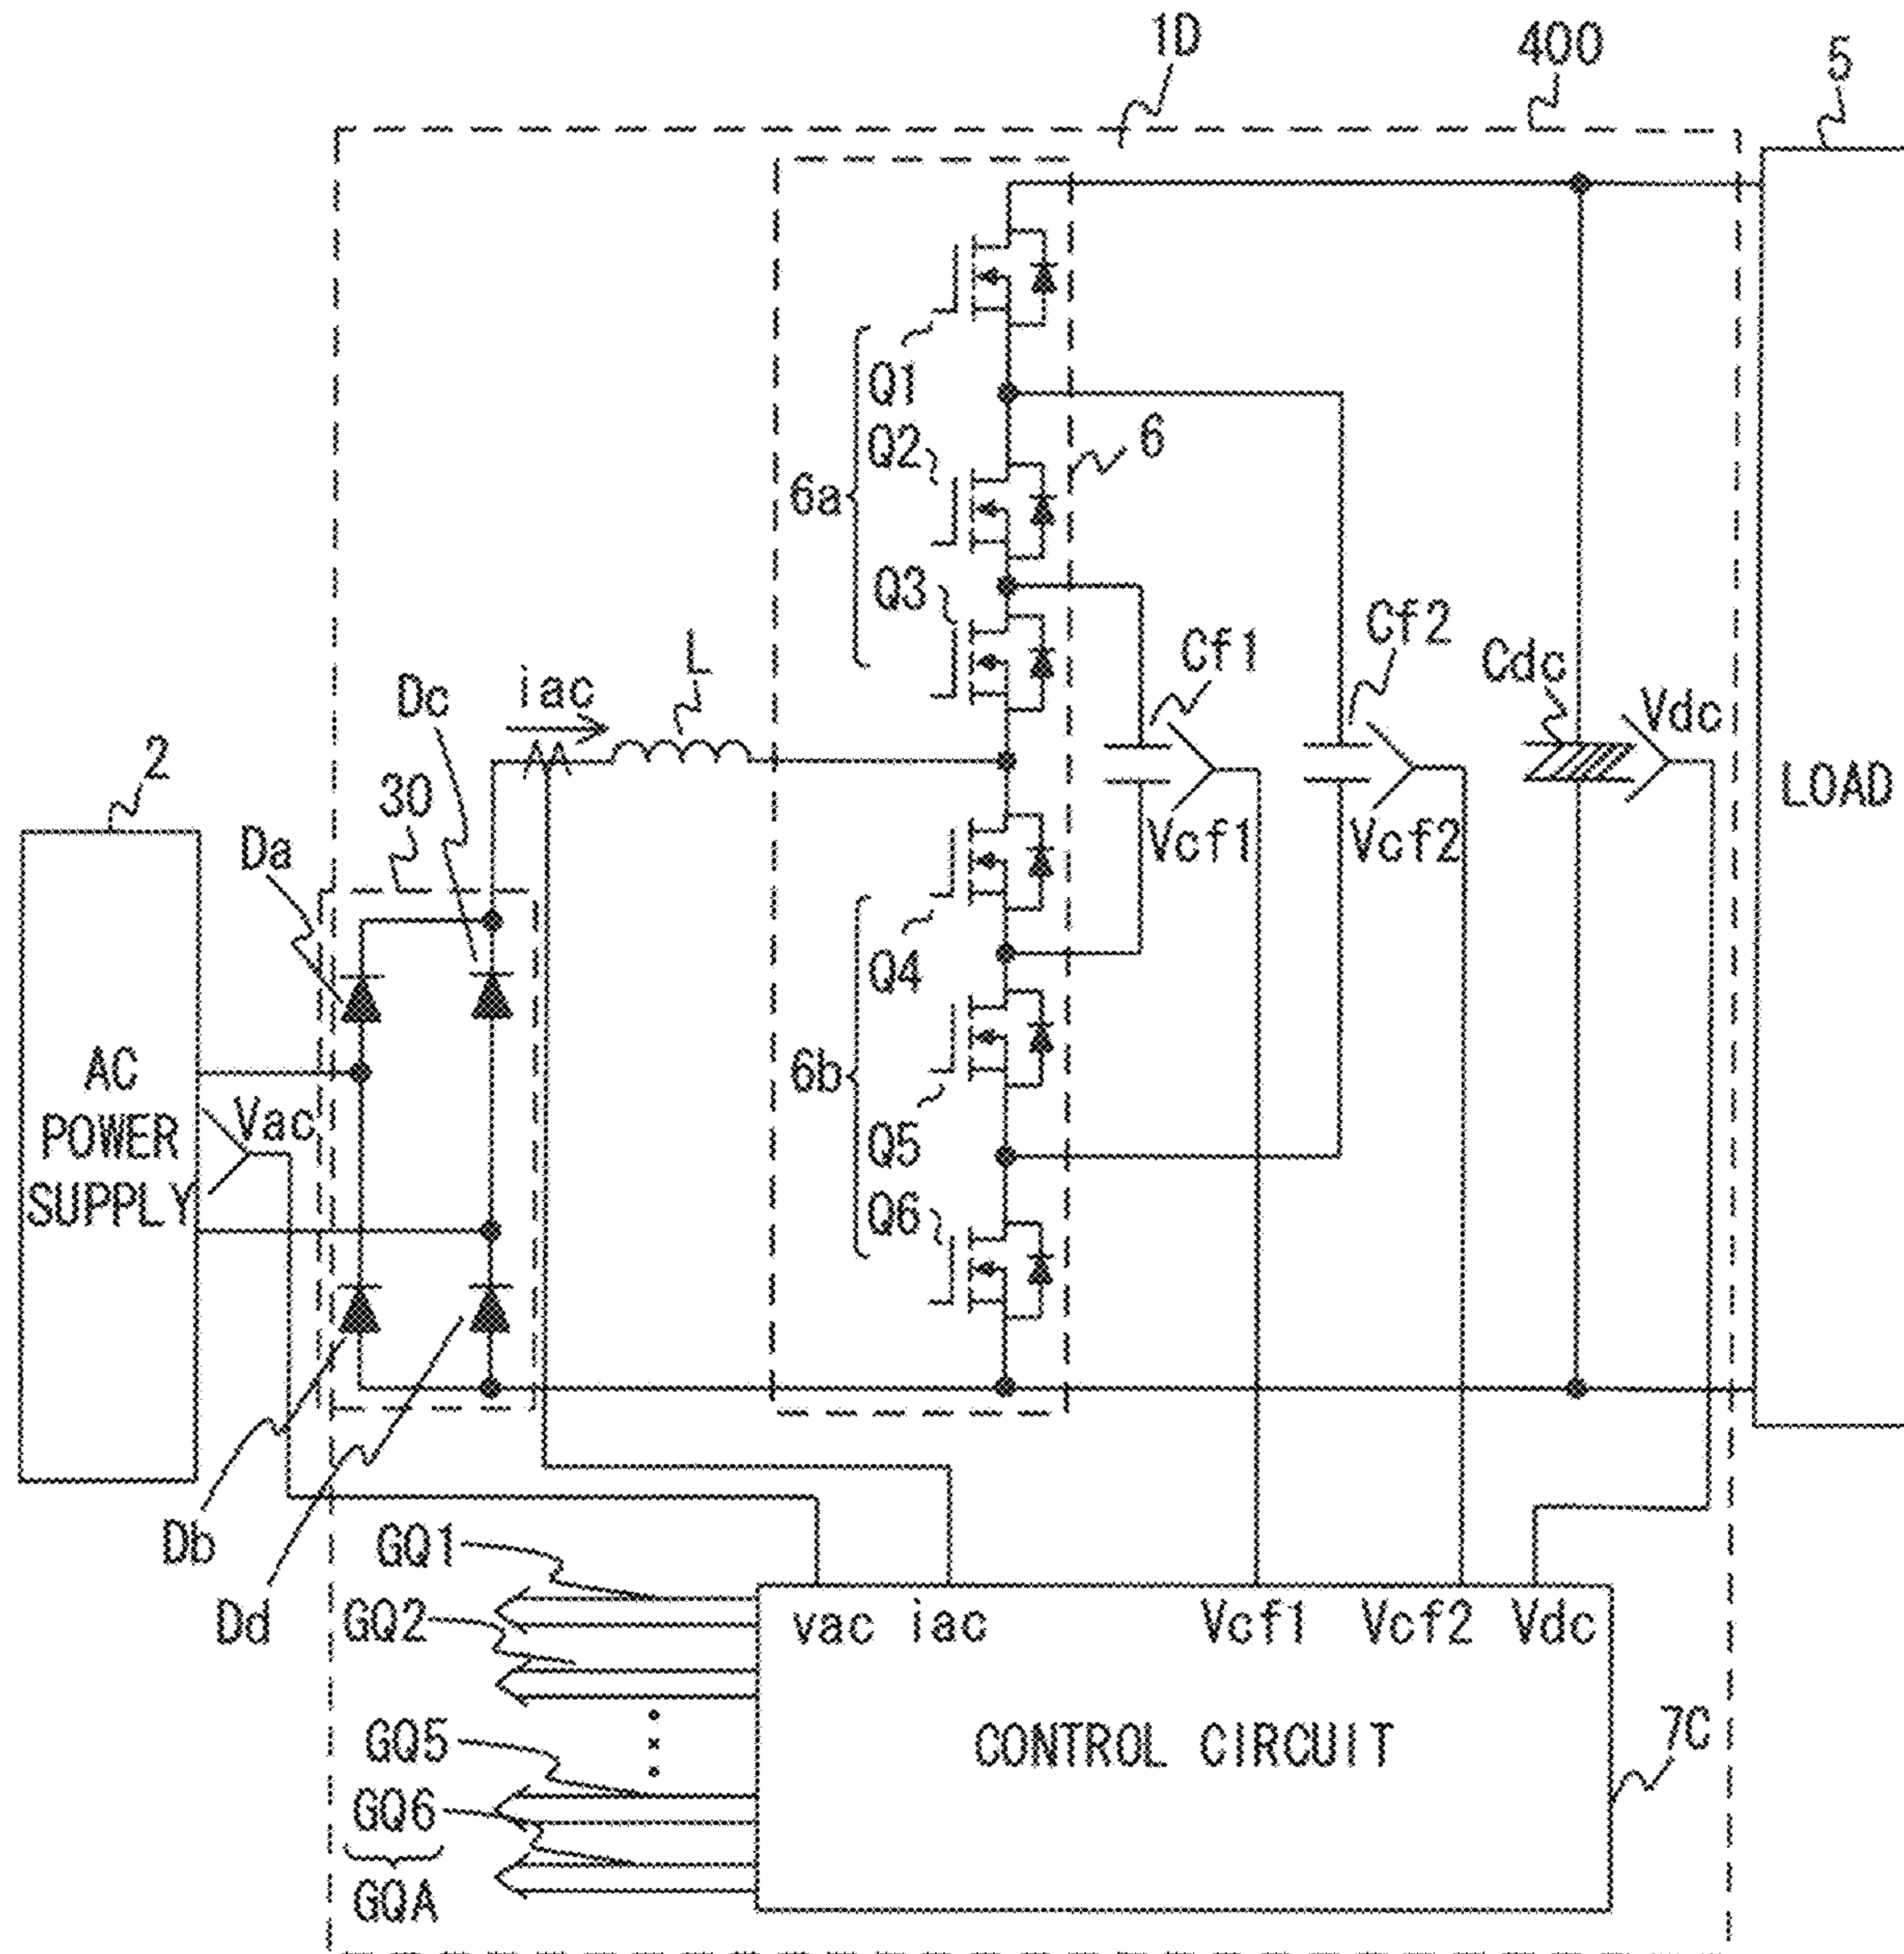 1D
400
5
Q1
Q2
6
6a
Q3
Cf1
Cf2
Cdc
Vdc
L
iac
Dc
2
30
Da
LOAD
Vcf1
Vcf2
Q4
AC
POWER
SUPPLY
Vac
6b
Q5
Q6
Db
Dd
GQ1
GQ2
GQ5
GQ6
GQA
vac iac Vcf1 Vcf2 Vdc
CONTROL CIRCUIT
7C